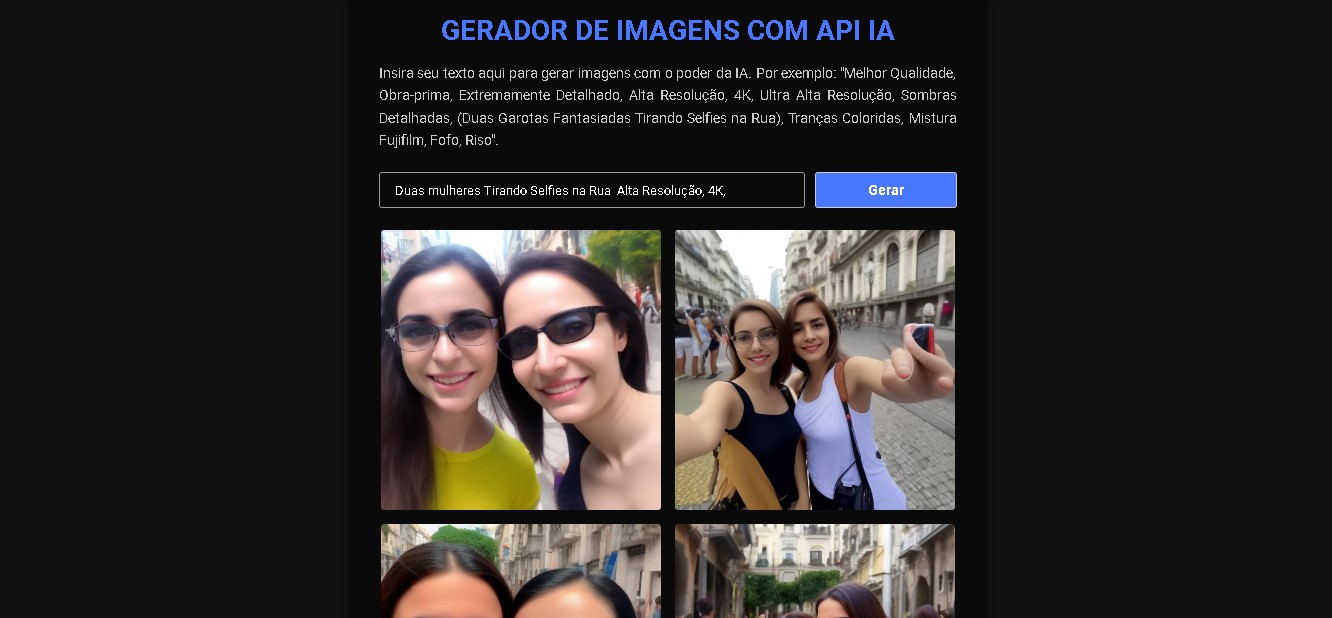 GERADOR DE IMAGENS COM API IA
Insira seu texto aqui para gerar imagens com o poder da IA. Por exemplo: "Melhor Qualidade,
Obra-prima, Extremamente Detalhado, Alta Resolução, 4K, Ultra Alta Resolução, Sombras
Detalhadas, (Duas Garotas Fantasiadas Tirando Selfies na Rua), Tranças Coloridas, Mistura
Fujifilm, Fofo, Riso".
Duas mulheres Tirando Selfies na Rua  Alta Resolução, 4K,
Gerar